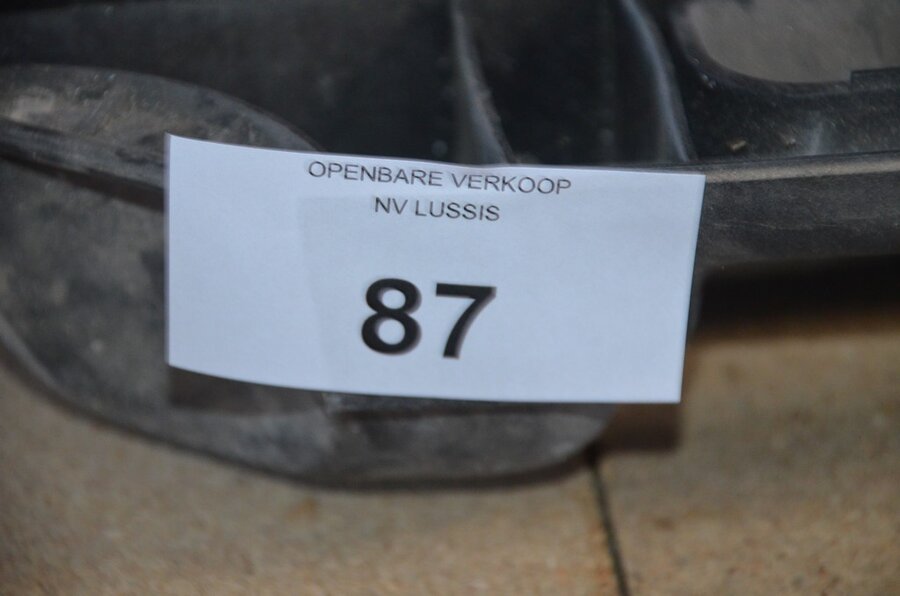 OPENBARE VERKOOP
NV LUSSIS
87